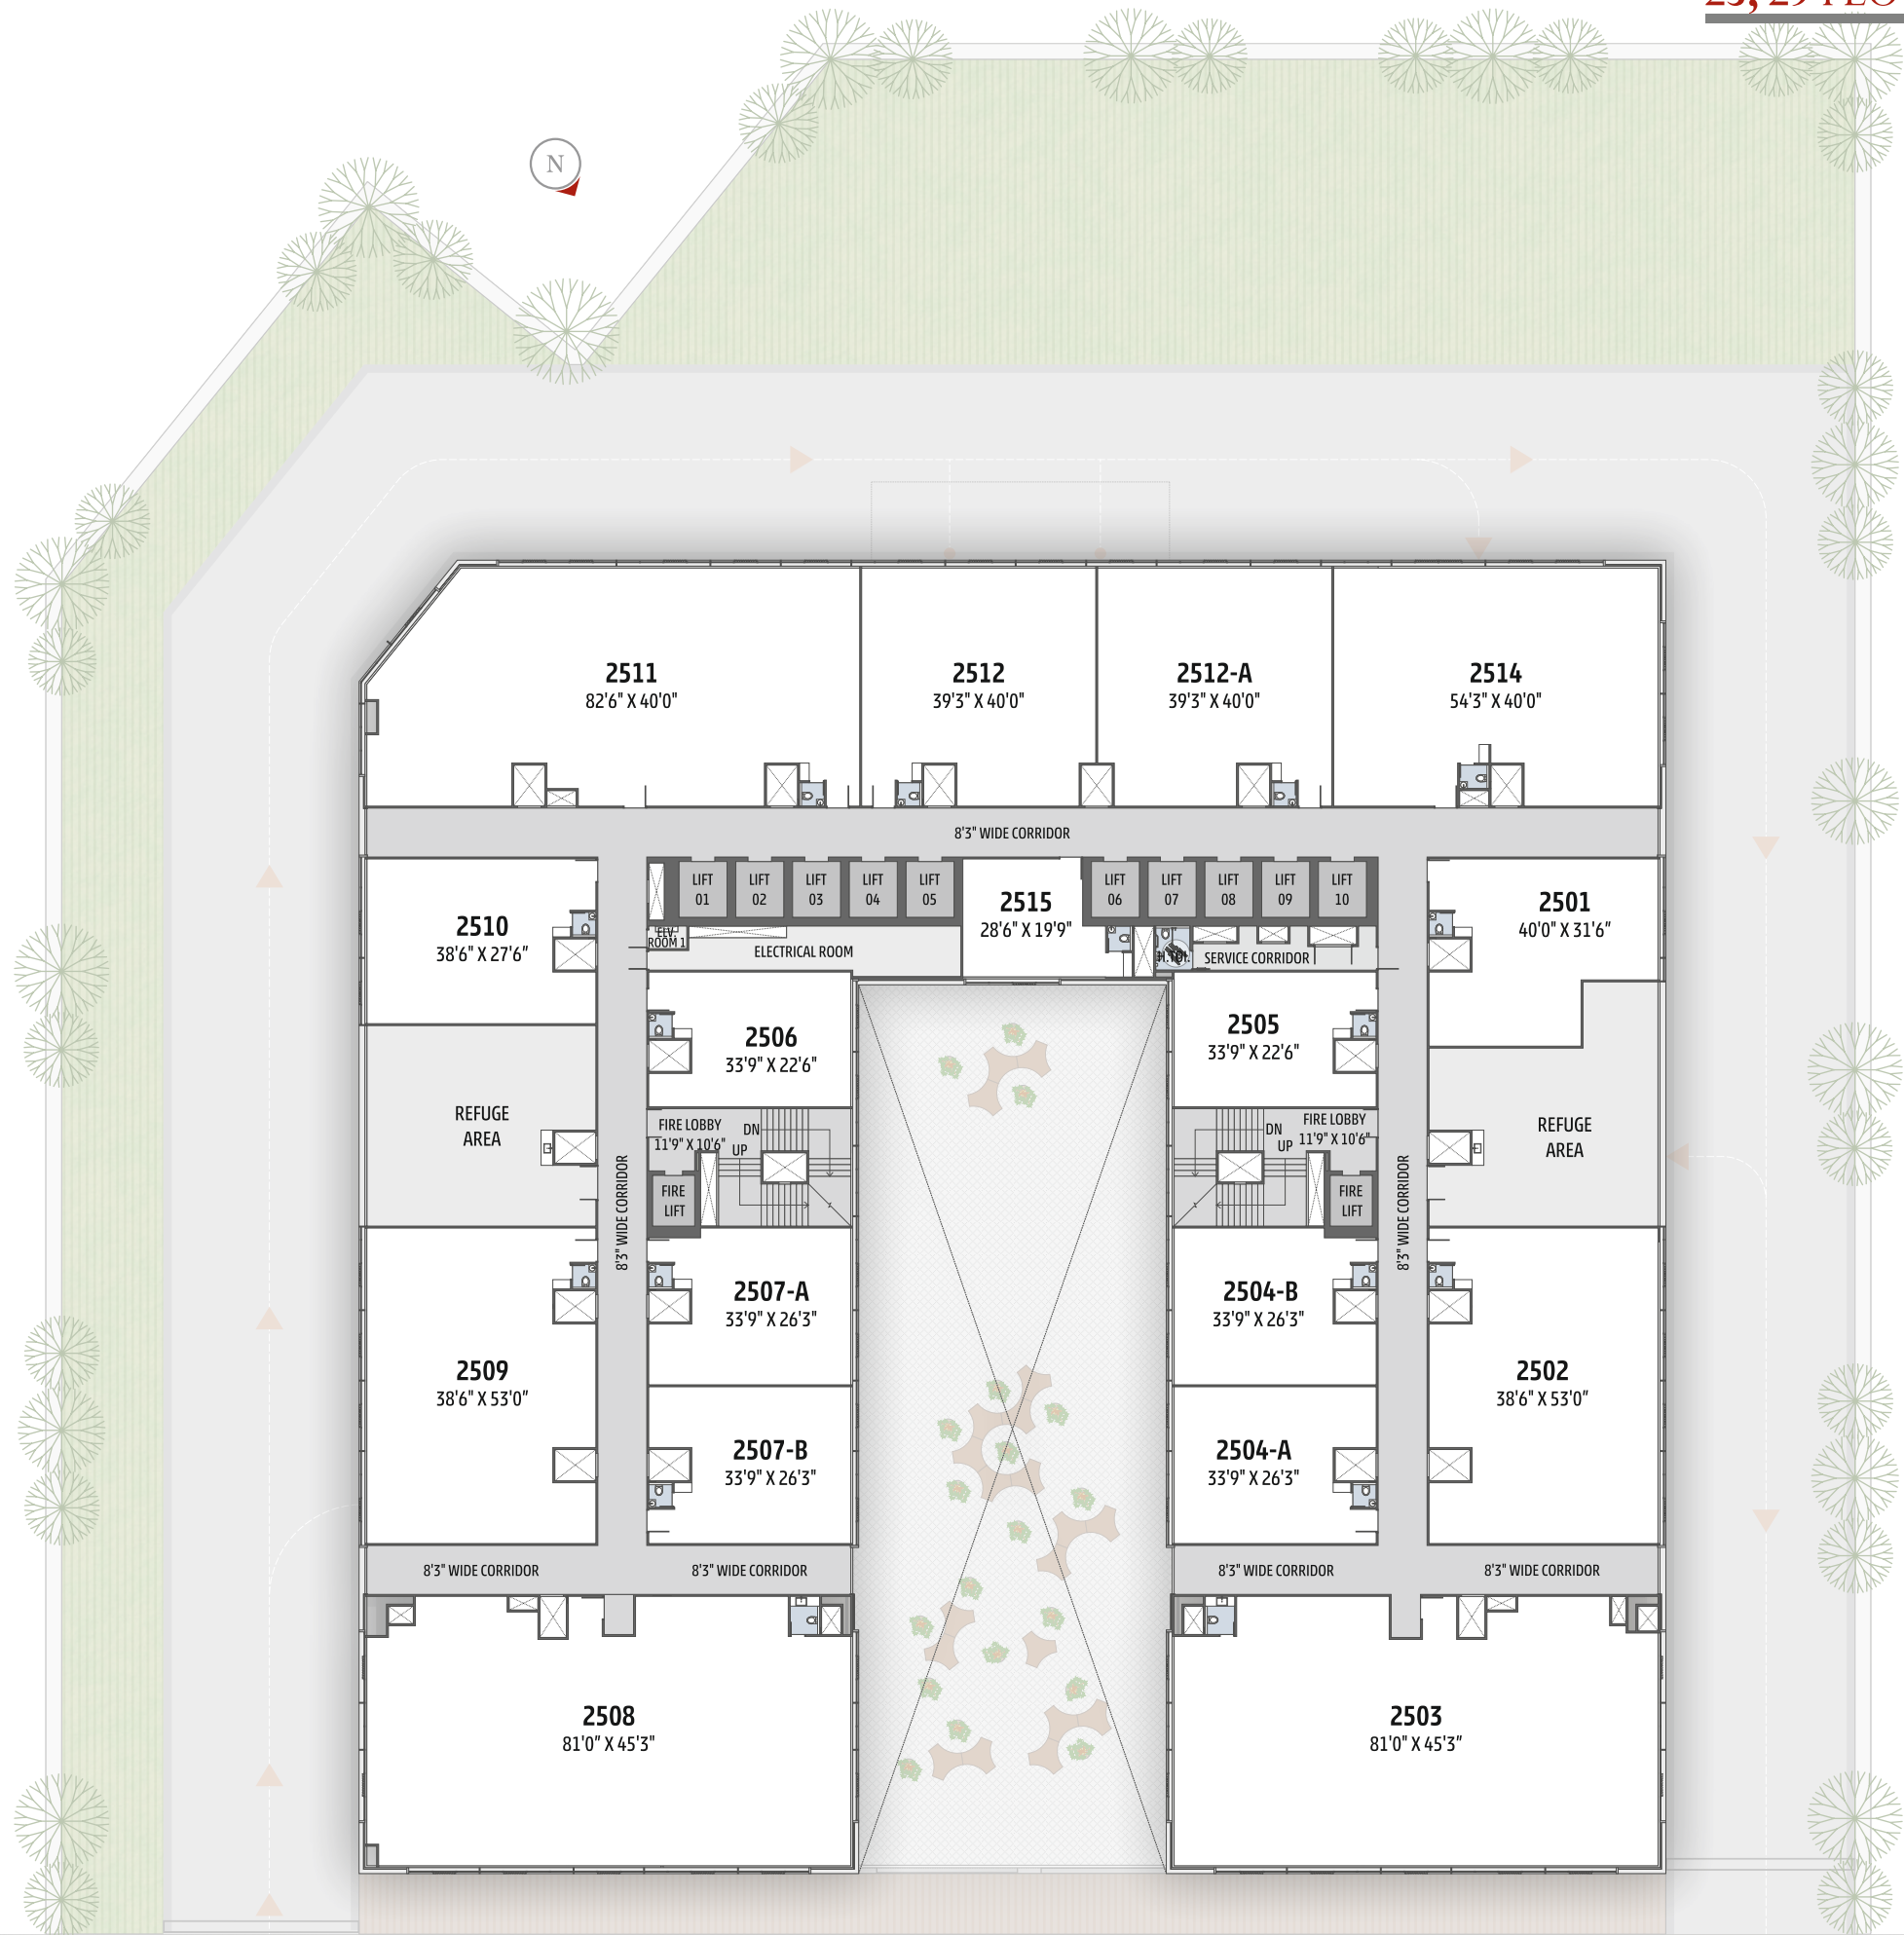 N
2511
82'6" X 40'0"
2512
39'3" X 40'0"
2512-A
39'3" X 40'0"
2514
54'3" X 40'0"
8'3" WIDE CORRIDOR
2510
38'6" X 27'6"
LIFT
01
LIFT
02
LIFT
03
LIFT
04
LIFT
05
2515
28'6" X 19'9"
LIFT
06
LIFT
07
LIFT
08
LIFT
09
LIFT
10
2501
40'0" X 31'6"
ELV.
ROOM 1
ELECTRICAL ROOM
SERVICE CORRIDOR
2506
33'9" X 22'6"
2505
33'9" X 22'6"
REFUGE
AREA
FIRE LOBBY
11'9" X 10'6"
DN
UP
FIRE
LIFT
DN
UP
FIRE LOBBY
11'9" X 10'6"
FIRE
LIFT
REFUGE
AREA
8'3" WIDE CORRIDOR
8'3" WIDE CORRIDOR
2509
38'6" X 53'0"
2507-A
33'9" X 26'3"
2504-B
33'9" X 26'3"
2502
38'6" X 53'0"
2507-B
33'9" X 26'3"
2504-A
33'9" X 26'3"
8'3" WIDE CORRIDOR
8'3" WIDE CORRIDOR
8'3" WIDE CORRIDOR
8'3" WIDE CORRIDOR
2508
81'0" X 45'3"
2503
81'0" X 45'3"